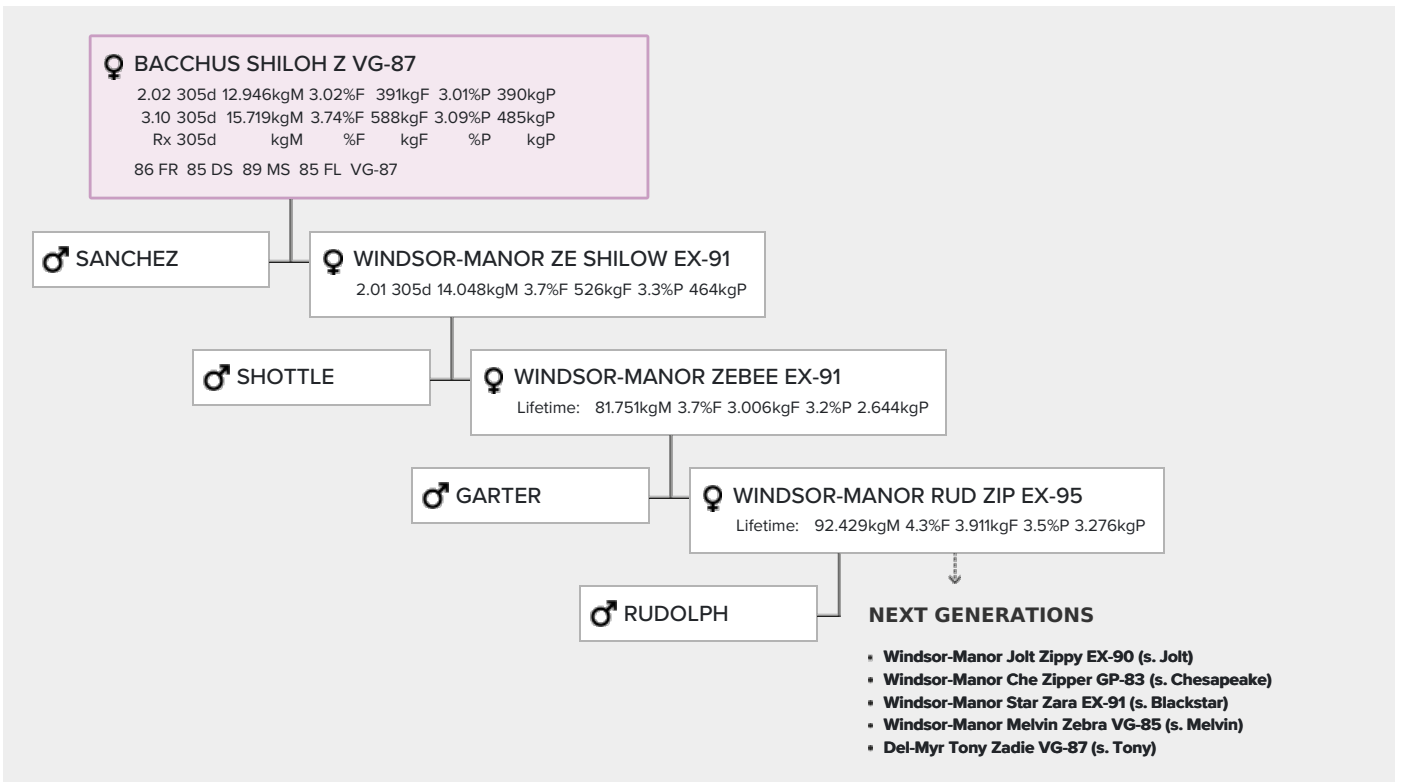 BACCHUS SHILOH Z VG-87
2.02 305d 12.946kgM 3.02%F 391kgF 3.01%P 390kgP
3.10 305d 15.719kgM 3.74%F 588kgF 3.09%P 485kgP
Rx 305d kgM %F kgF %P kgP
86 FR 85 DS 89 MS 85 FL VG-87
SANCHEZ
WINDSOR-MANOR ZE SHILOW EX-91
2.01 305d 14.048kgM 3.7%F 526kgF 3.3%P 464kgP
SHOTTLE
WINDSOR-MANOR ZEBEE EX-91
Lifetime: 81.751kgM 3.7%F 3.006kgF 3.2%P 2.644kgP
GARTER
WINDSOR-MANOR RUD ZIP EX-95
Lifetime: 92.429kgM 4.3%F 3.911kgF 3.5%P 3.276kgP
RUDOLPH
NEXT GENERATIONS
• Windsor-Manor Jolt Zippy EX-90 (s. Jolt)
• Windsor-Manor Che Zipper GP-83 (s. Chesapeake)
• Windsor-Manor Star Zara EX-91 (s. Blackstar)
• Windsor-Manor Melvin Zebra VG-85 (s. Melvin)
• Del-Myr Tony Zadie VG-87 (s. Tony)